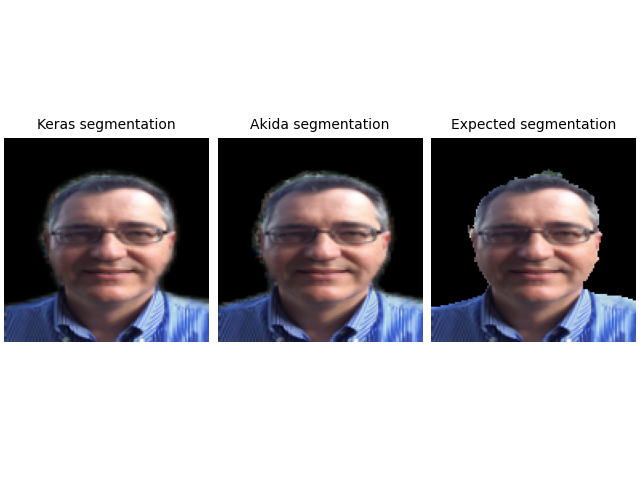 Keras segmentation
Akida segmentation
Expected segmentation